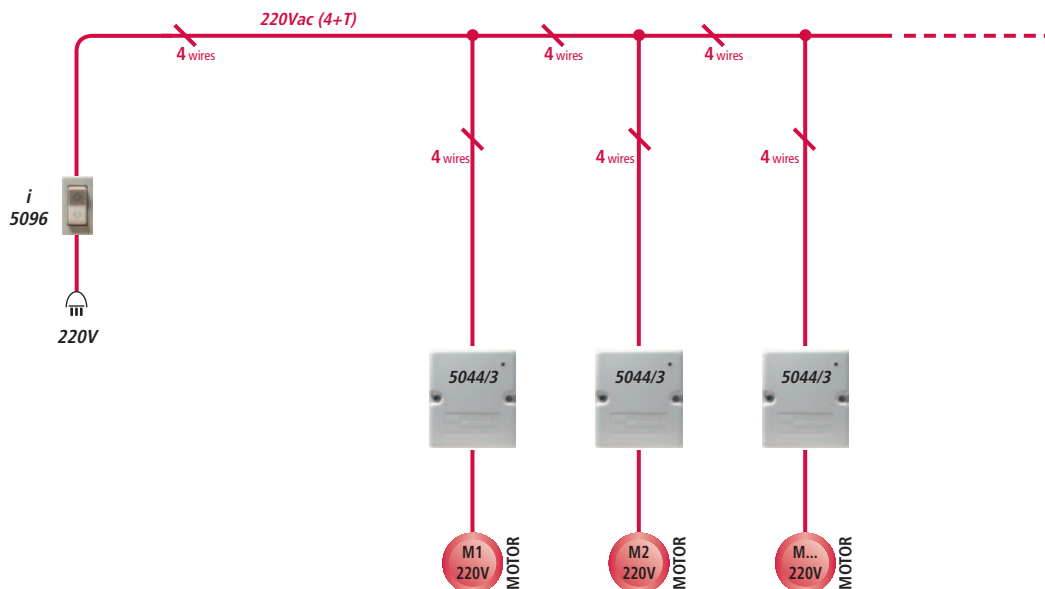 220Vac (4+T)
4 wires
4 wires
4 wires
4 wires
4 wires
4 wires
i
5096
220V
5044/3
5044/3
5044/3
M1
220V
MOTOR
M2
220V
MOTOR
M...
220V
MOTOR